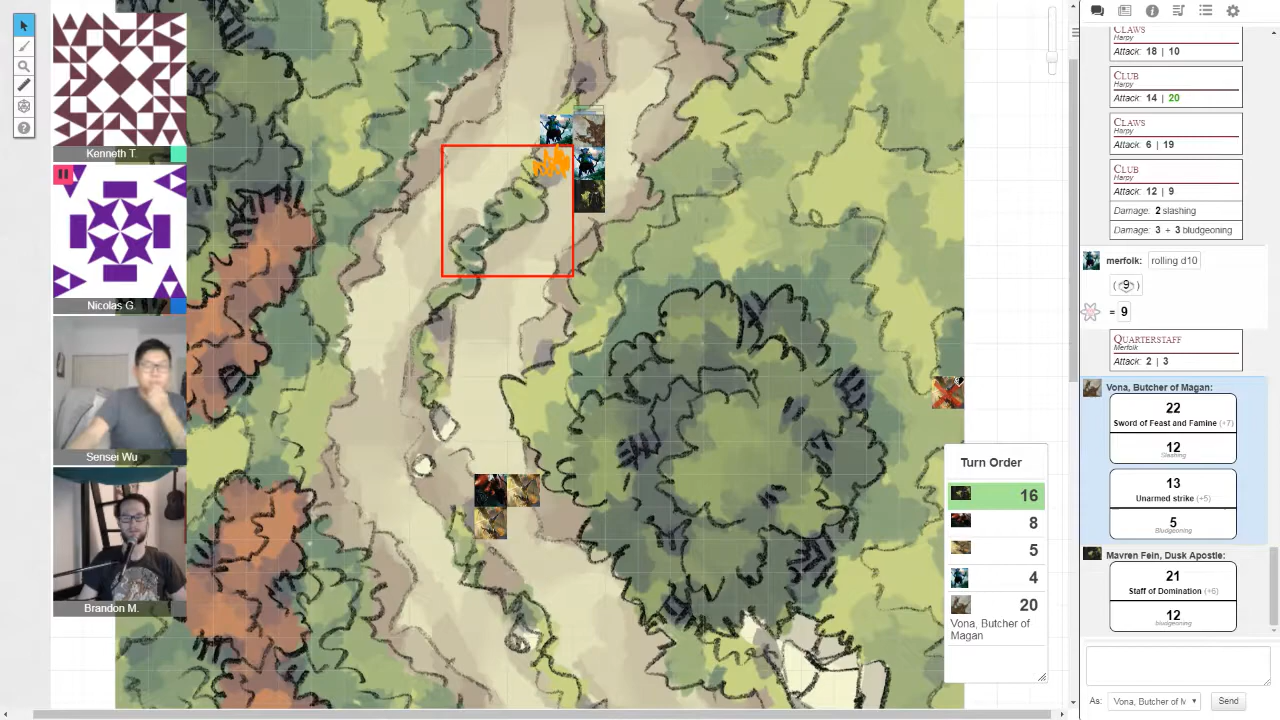 Kenneth T.
Nicolas G.
Sensei Wu
Brandon M.
Turn Order
16
8
5
4
20
Vona, Butcher of
Magan
CLAWS
Harpy
Attack: 18 | 10
CLUB
Harpy
Attack: 14 | 20
CLAWS
Harpy
Attack: 6 | 19
CLUB
Harpy
Attack: 12 | 9
Damage: 2 slashing
Damage: 3 + 3 bludgeoning
merfolk: rolling d10
(9)
= 9
QUARTERSTAFF
Merfolk
Attack: 2 | 3
Vona, Butcher of Magan:
22
Sword of Feast and Famine (+7)
12
Slashing
13
Unarmed strike (+5)
5
Bludgeoning
Mavren Fein, Dusk Apostle:
21
Staff of Domination (+6)
12
bludgeoning
As: Vona, Butcher of M Send